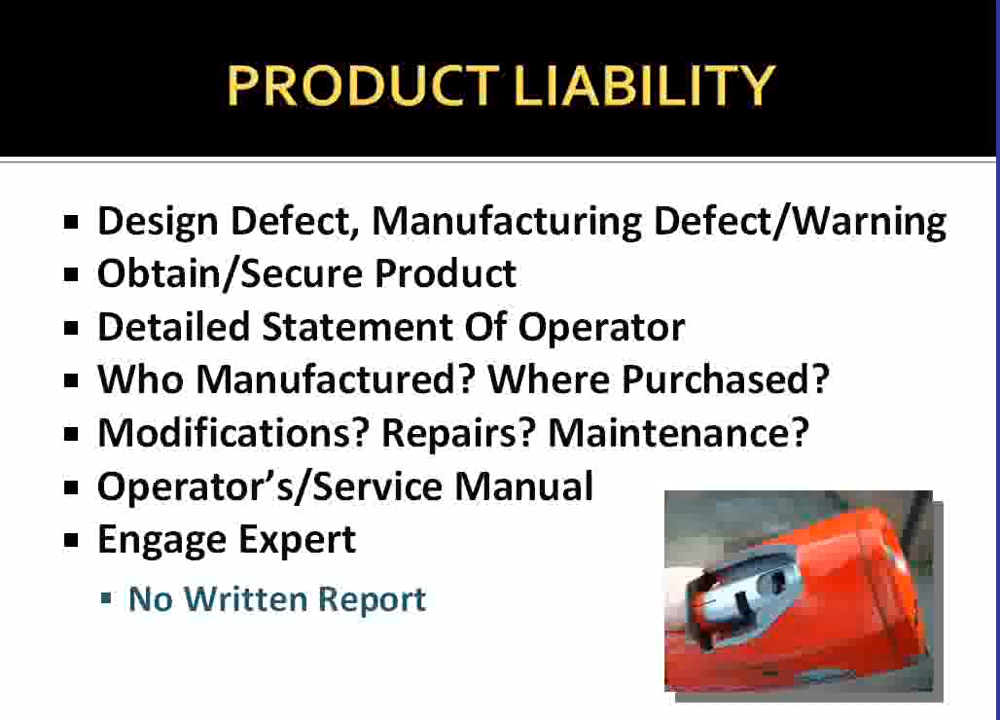 PRODUCT LIABILITY
Design Defect, Manufacturing Defect/Warning
Obtain/Secure Product
Detailed Statement Of Operator
Who Manufactured? Where Purchased?
Modifications? Repairs? Maintenance?
Operator’s/Service Manual
Engage Expert
No Written Report